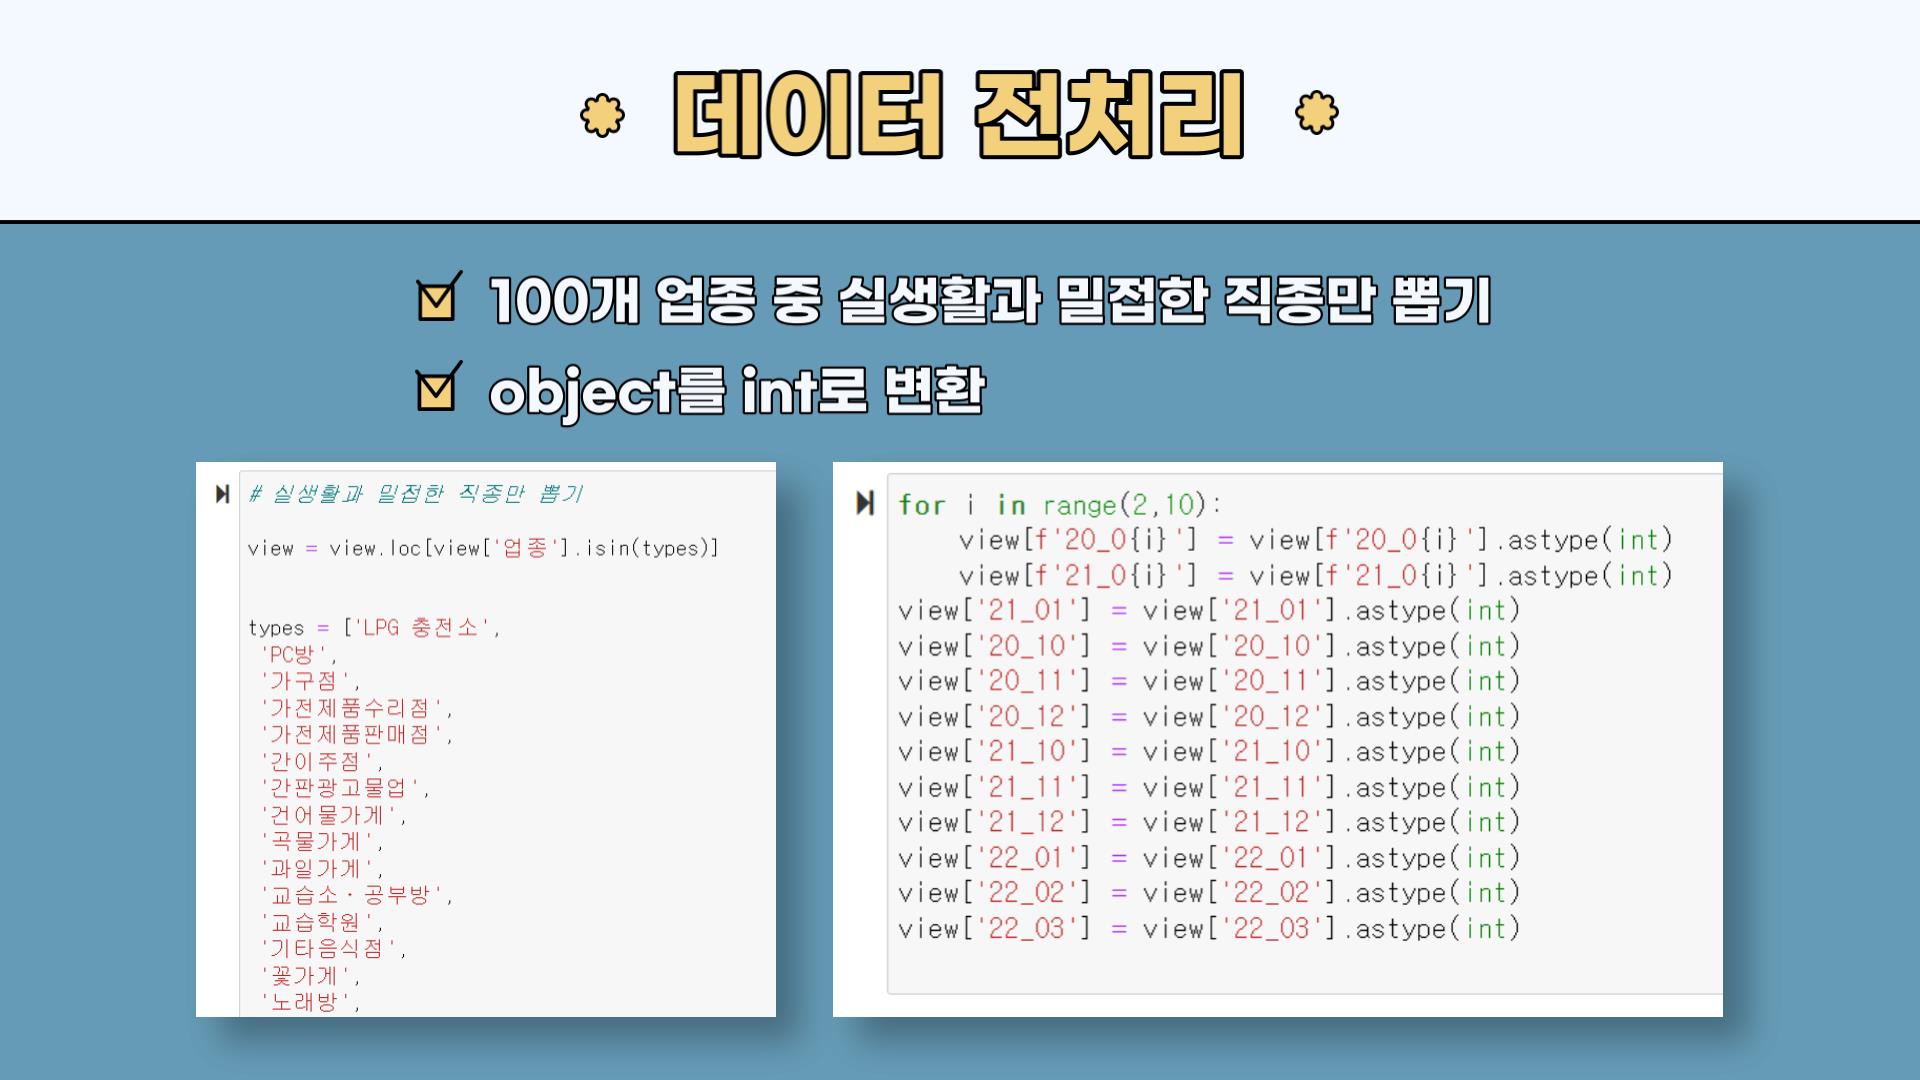 데이터 전처리
100개 업종 중 실생활과 밀접한 직종만 뽑기
object를 int로 변환
# 실생활과 밀접한 직종만 뽑기
view = view.loc[view['업종'].isin(types)]
types = ['LPG 충전소',
'PC방',
'가구점',
'가전제품수리점',
'가전제품판매점',
'간이주점',
'간판광고물업',
'건어물가게',
'곡물가게',
'과일가게',
'교습소·공부방',
'교습학원',
'기타음식점',
'꽃가게',
'노래방',
for i in range(2,10):
    view[f'20_0{i}'] = view[f'20_0{i}'].astype(int)
    view[f'21_0{i}'] = view[f'21_0{i}'].astype(int)
view['21_01'] = view['21_01'].astype(int)
view['20_10'] = view['20_10'].astype(int)
view['20_11'] = view['20_11'].astype(int)
view['20_12'] = view['20_12'].astype(int)
view['21_10'] = view['21_10'].astype(int)
view['21_11'] = view['21_11'].astype(int)
view['21_12'] = view['21_12'].astype(int)
view['22_01'] = view['22_01'].astype(int)
view['22_02'] = view['22_02'].astype(int)
view['22_03'] = view['22_03'].astype(int)